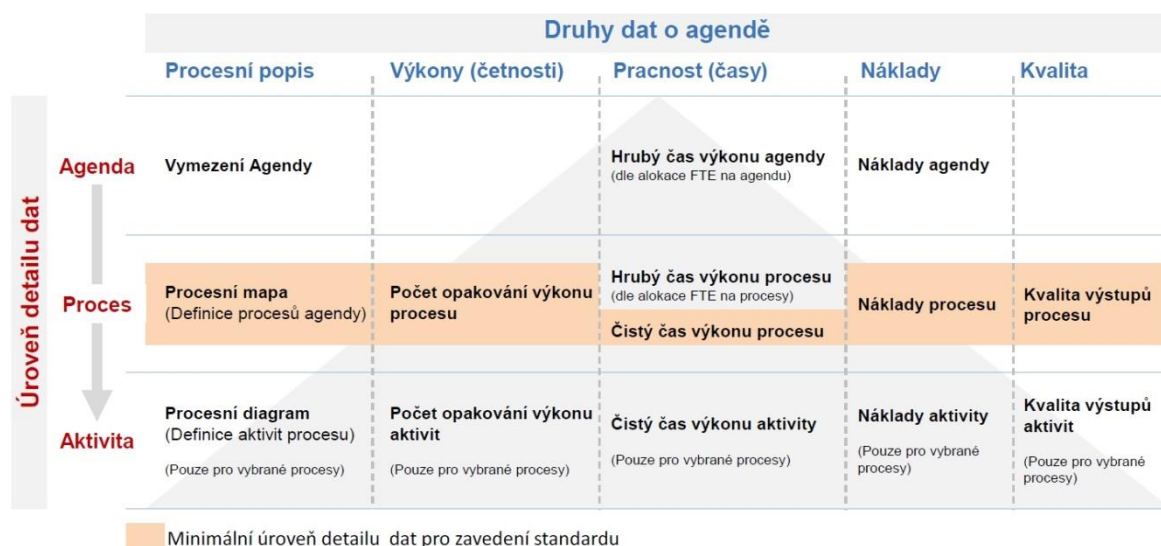 Druhy dat o agendě
Procesní popis
Výkony (četnosti)
Pracnost (časy)
Náklady
Kvalita
Úroveň detailu dat
Agenda
Vymezení Agendy
Hrubý čas výkonu agendy
(dle alokace FTE na agendu)
Náklady agendy
Proces
Procesní mapa
(Definice procesů agendy)
Počet opakování výkonu
procesu
Hrubý čas výkonu procesu
(dle alokace FTE na procesy)
Čistý čas výkonu procesu
Náklady procesu
Kvalita výstupů
procesu
Aktivita
Procesní diagram
(Definice aktivit procesu)
(Pouze pro vybrané procesy)
Počet opakování výkonu
aktivit
(Pouze pro vybrané procesy)
Čistý čas výkonu aktivity
(Pouze pro vybrané procesy)
Náklady aktivity
(Pouze pro vybrané
procesy)
Kvalita výstupů
aktivit
(Pouze pro vybrané
procesy)
Minimální úroveň detailu dat pro zavedení standardu